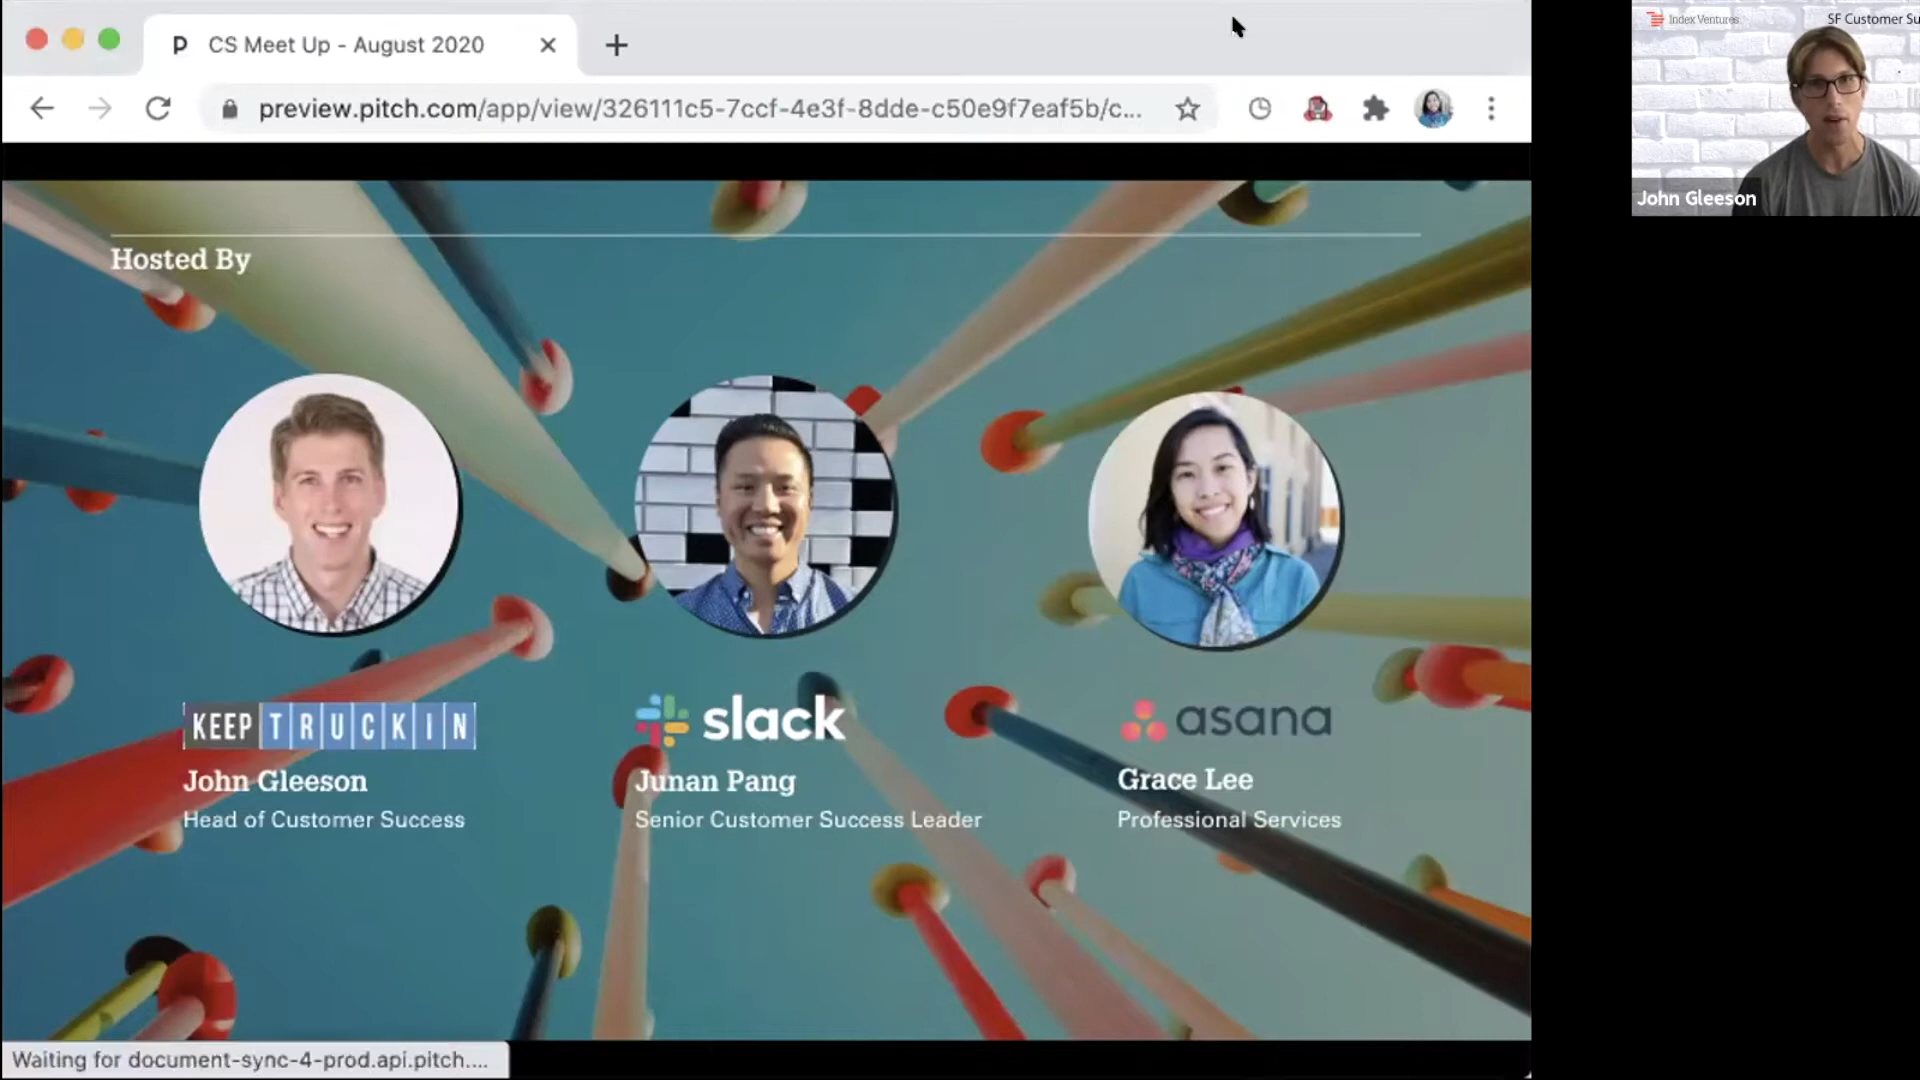 CS Meet Up - August 2020
preview.pitch.com/app/view/326111c5-7ccf-4e3f-8dde-c50e9f7eaf5b/c...
Index Ventures
SF Customer Su
John Gleeson
Hosted By
KEEP TRUCKIN
John Gleeson
Head of Customer Success
slack
Junan Pang
Senior Customer Success Leader
asana
Grace Lee
Professional Services
Waiting for document-sync-4-prod.api.pitch....